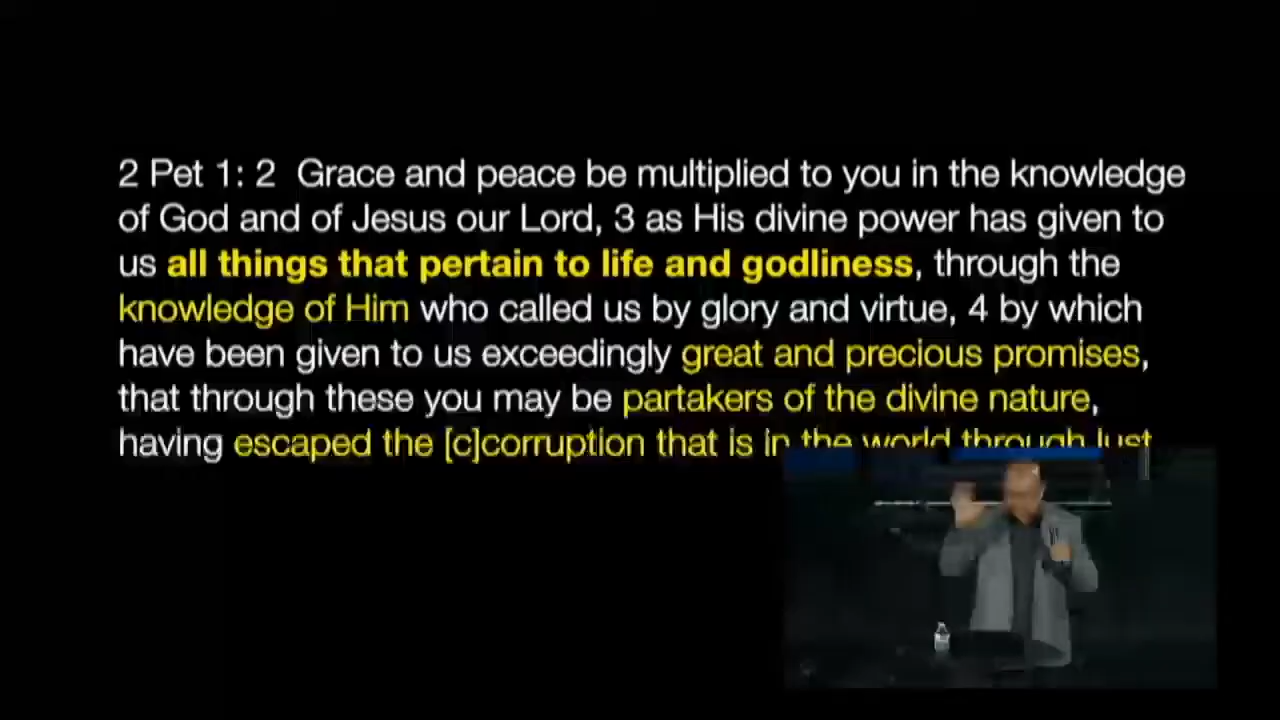 2 Pet 1: 2 Grace and peace be multiplied to you in the knowledge
of God and of Jesus our Lord, 3 as His divine power has given to
us all things that pertain to life and godliness, through the
knowledge of Him who called us by glory and virtue, 4 by which
have been given to us exceedingly great and precious promises,
that through these you may be partakers of the divine nature,
having escaped the [c]corruption that is in the world through lust